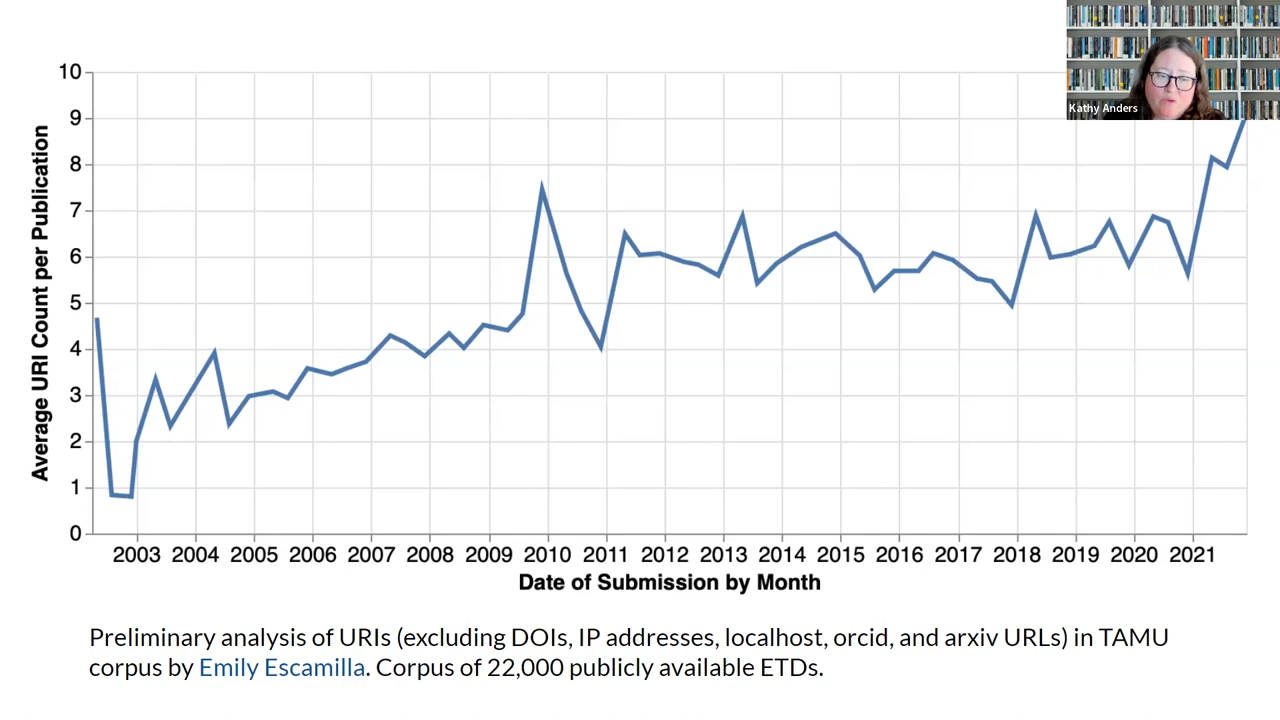 Kathy Anders
10
9
8
7
6
5
4
3
2
1
0
Average URI Count per Publication
2003 2004 2005 2006 2007 2008 2009 2010 2011 2012 2013 2014 2015 2016 2017 2018 2019 2020 2021
Date of Submission by Month
Preliminary analysis of URIs (excluding DOIs, IP addresses, localhost, orcid, and arxiv URLs) in TAMU
corpus by Emily Escamilla. Corpus of 22,000 publicly available ETDs.